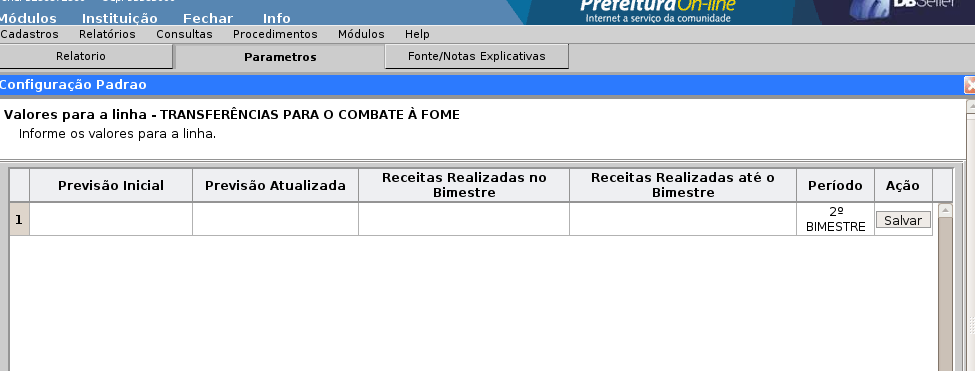 Módulos Instituição Fechar Info
Prefeitura On-line
Internet a serviço da comunidade
DBSeller
Cadastros Relatórios Consultas Procedimentos Módulos Help
Relatorio Parametros Fonte/Notas Explicativas
Configuração Padrao
Valores para a linha - TRANSFERÊNCIAS PARA O COMBATE À FOME
Informe os valores para a linha.
Previsão Inicial Previsão Atualizada Receitas Realizadas no Bimestre Receitas Realizadas até o Bimestre Período Ação
1 2º BIMESTRE Salvar